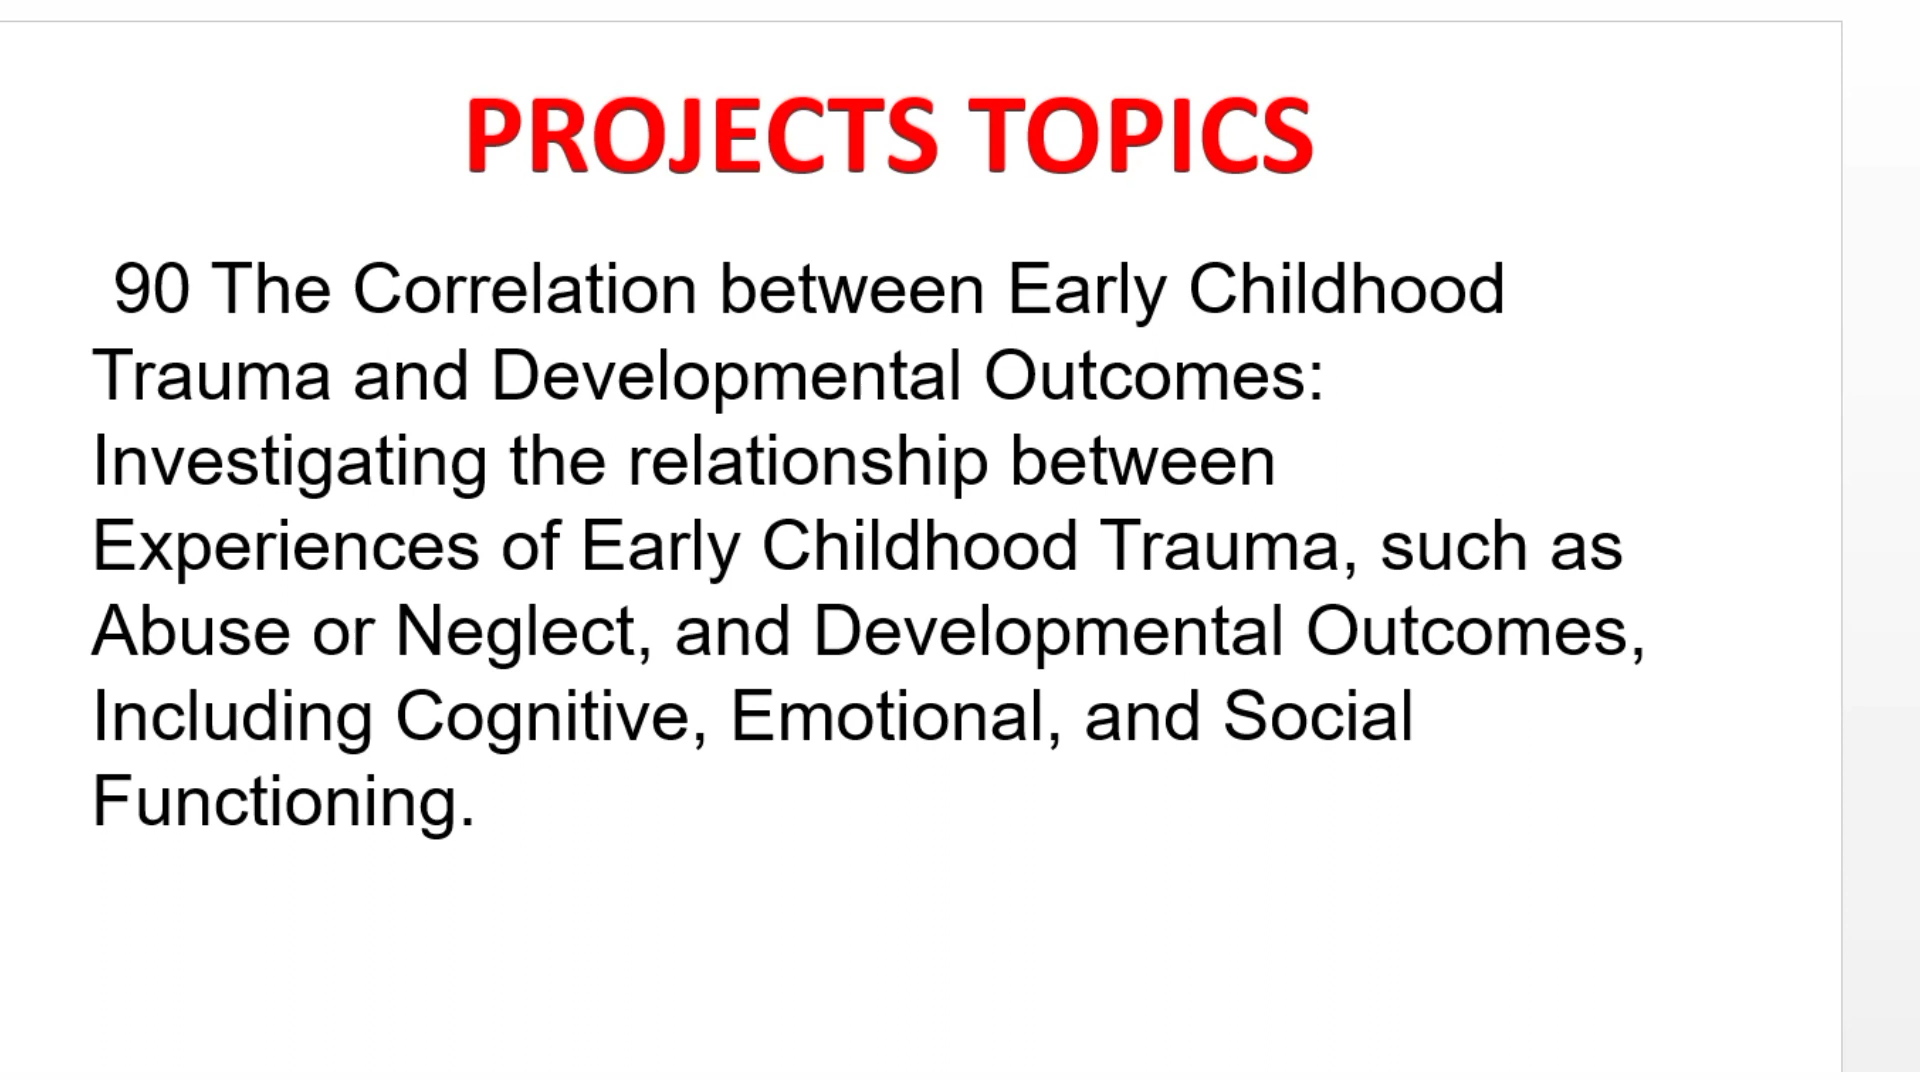 PROJECTS TOPICS
90 The Correlation between Early Childhood
Trauma and Developmental Outcomes:
Investigating the relationship between
Experiences of Early Childhood Trauma, such as
Abuse or Neglect, and Developmental Outcomes,
Including Cognitive, Emotional, and Social
Functioning.